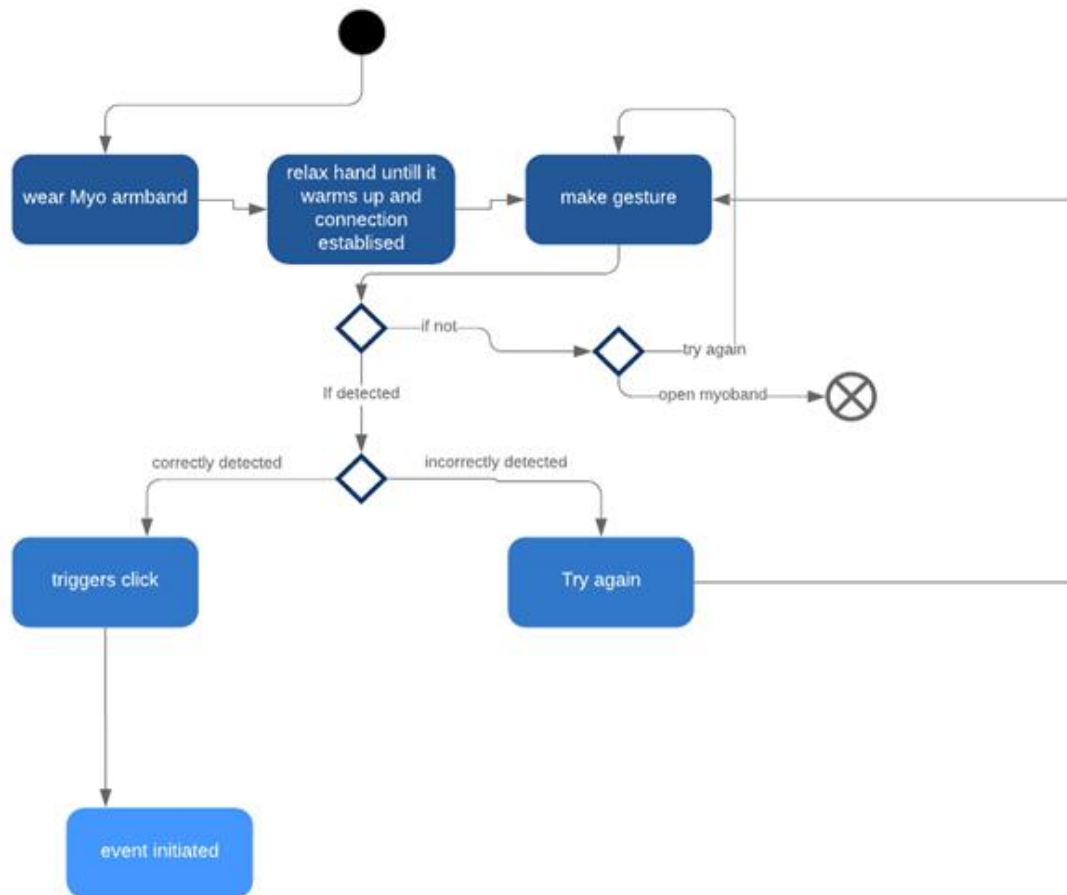 wear Myo armband
relax hand untill it
warms up and
connection
establised
make gesture
if not
try again
If detected
open myoband
correctly detected
incorrectly detected
triggers click
Try again
event initiated